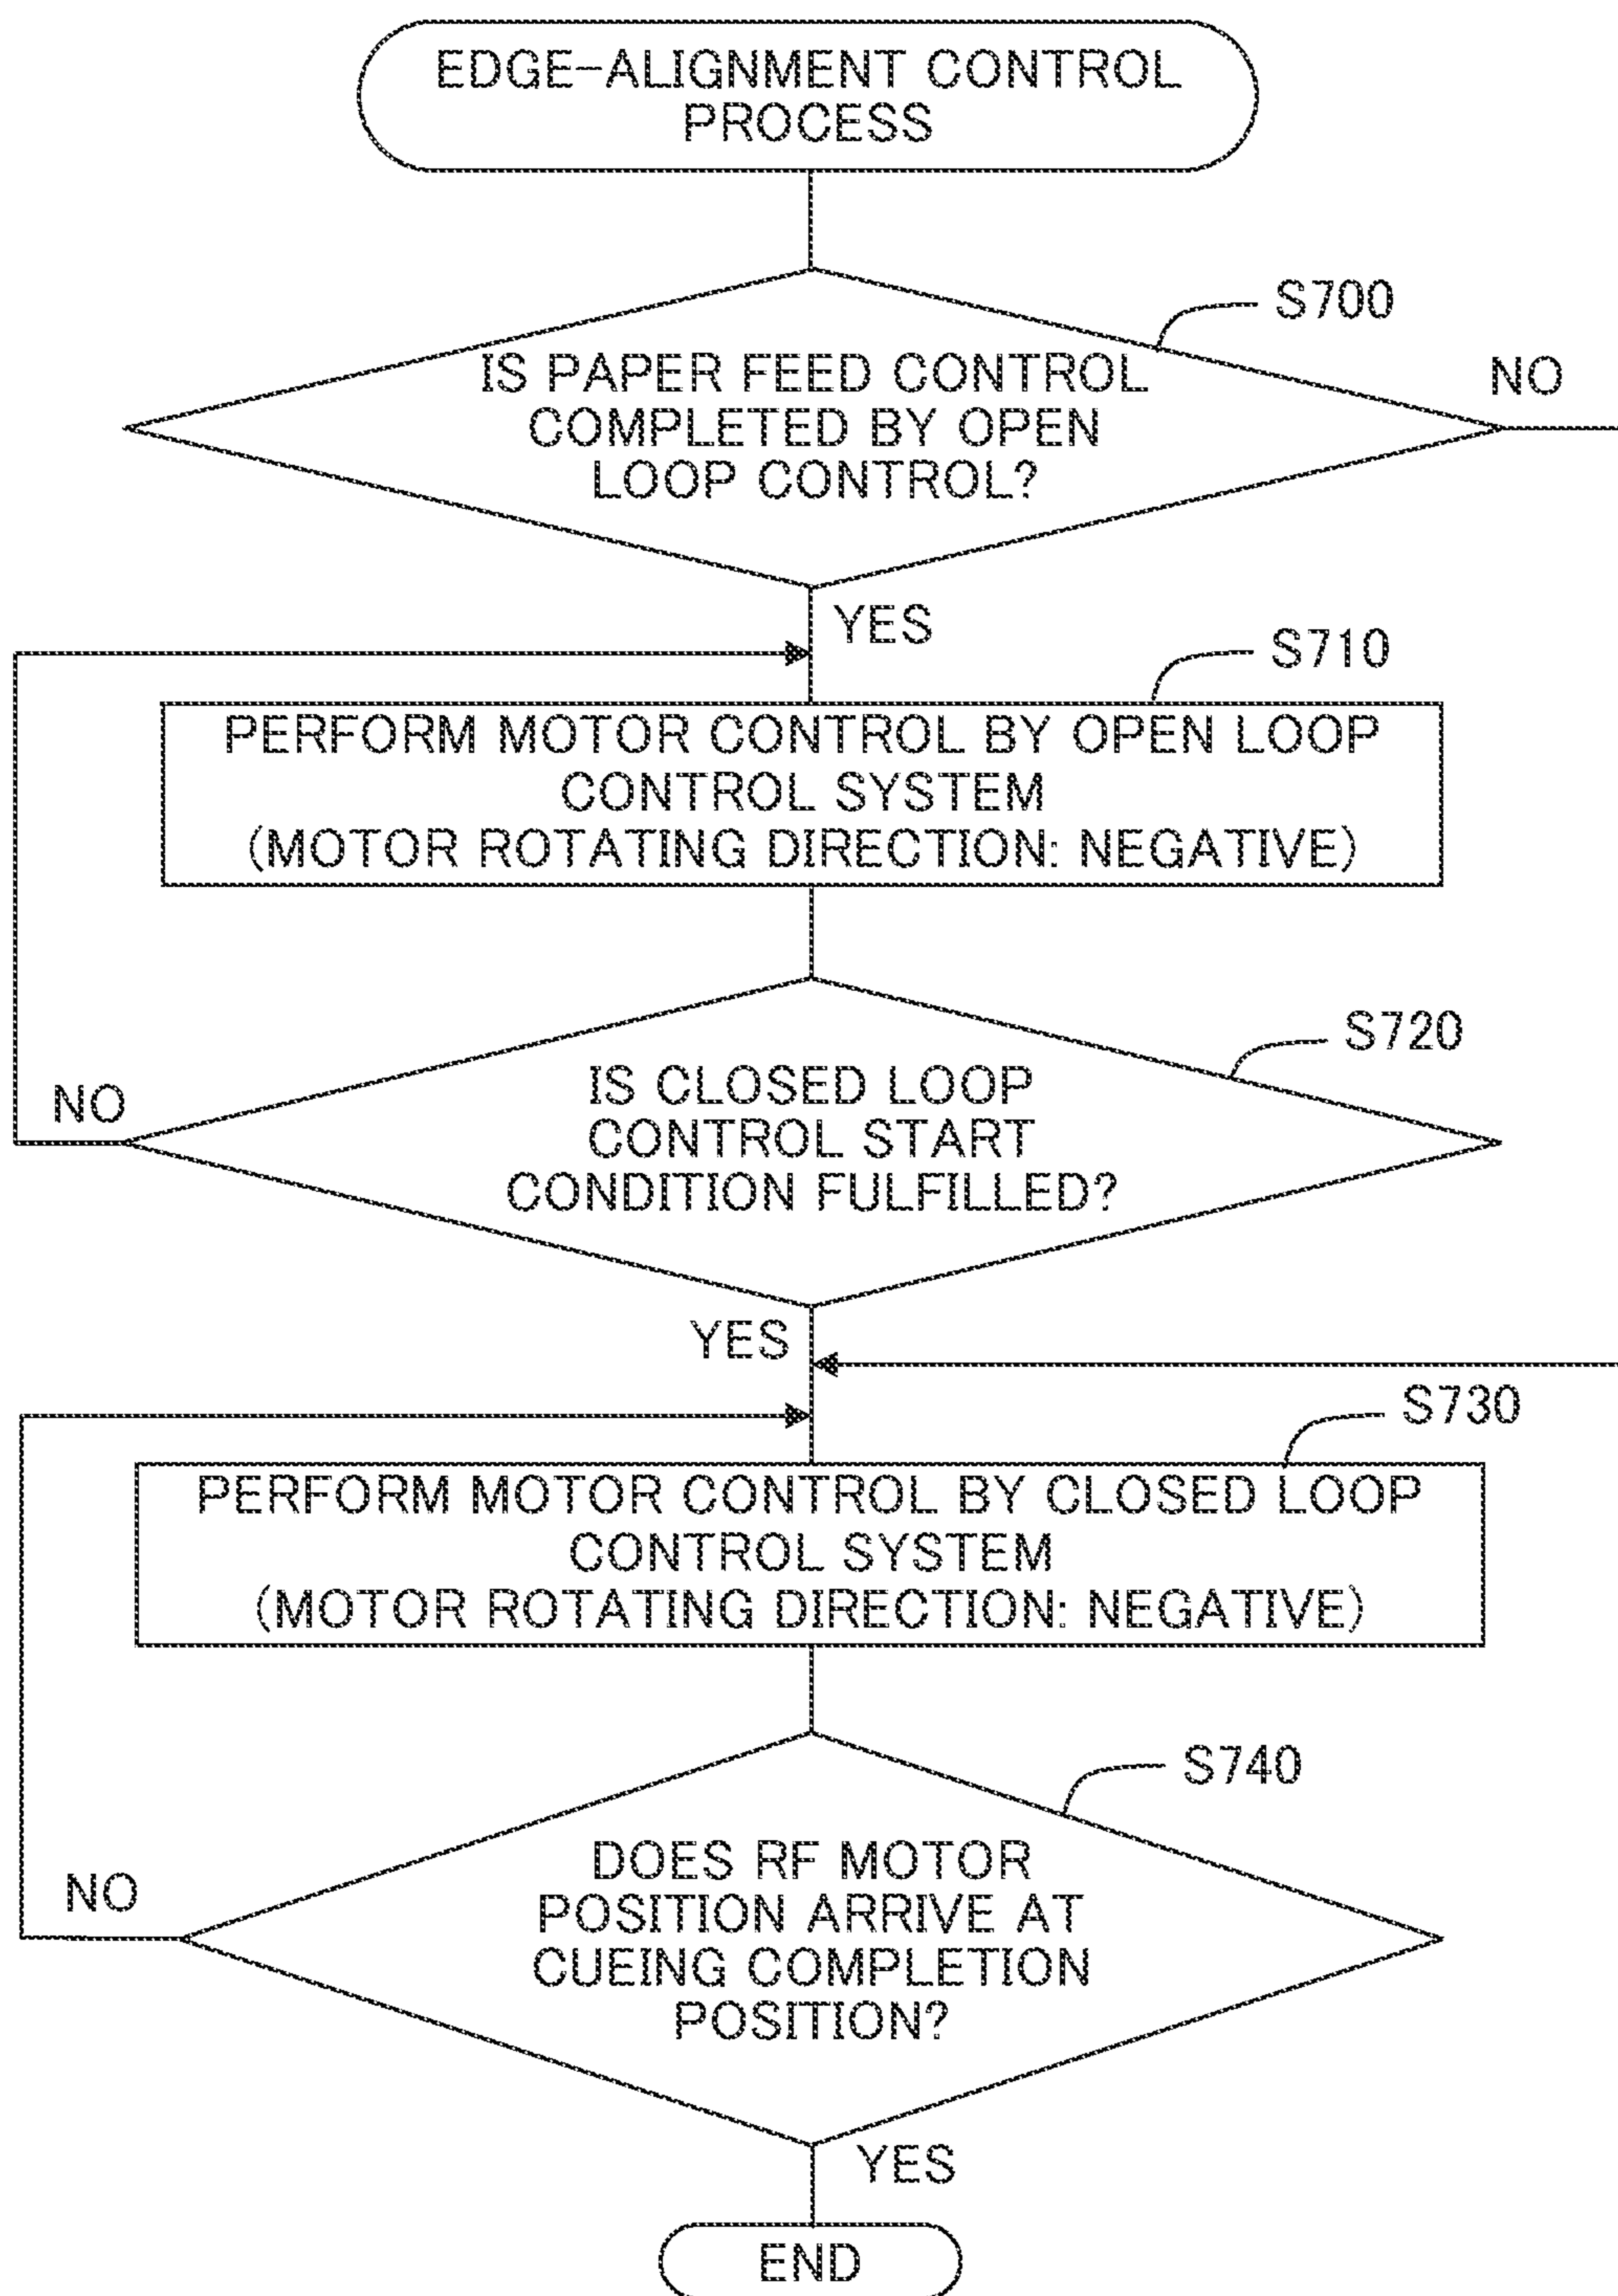 EDGE-ALIGNMENT CONTROL
PROCESS
S700
IS PAPER FEED CONTROL
COMPLETED BY OPEN
LOOP CONTROL?
NO
YES
S710
PERFORM MOTOR CONTROL BY OPEN LOOP
CONTROL SYSTEM
(MOTOR ROTATING DIRECTION: NEGATIVE)
S720
IS CLOSED LOOP
CONTROL START
CONDITION FULFILLED?
NO
YES
S730
PERFORM MOTOR CONTROL BY CLOSED LOOP
CONTROL SYSTEM
(MOTOR ROTATING DIRECTION: NEGATIVE)
S740
DOES RF MOTOR
POSITION ARRIVE AT
CUEING COMPLETION
POSITION?
NO
YES
END